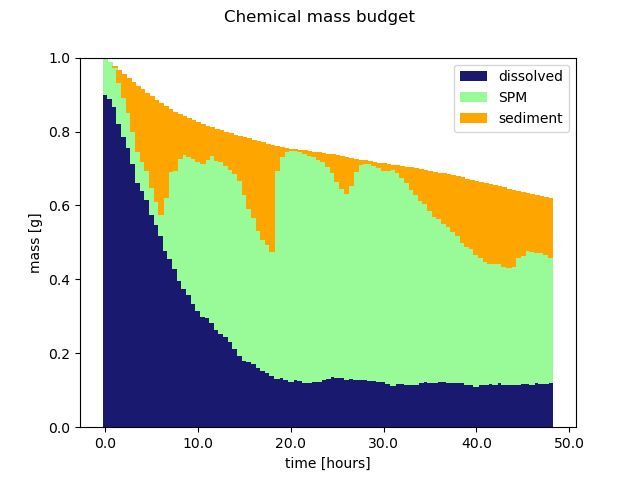 Chemical mass budget
1.0
0.8
0.6
0.4
0.2
0.0
mass [g]
dissolved
SPM
sediment
0.0 10.0 20.0 30.0 40.0 50.0
time [hours]